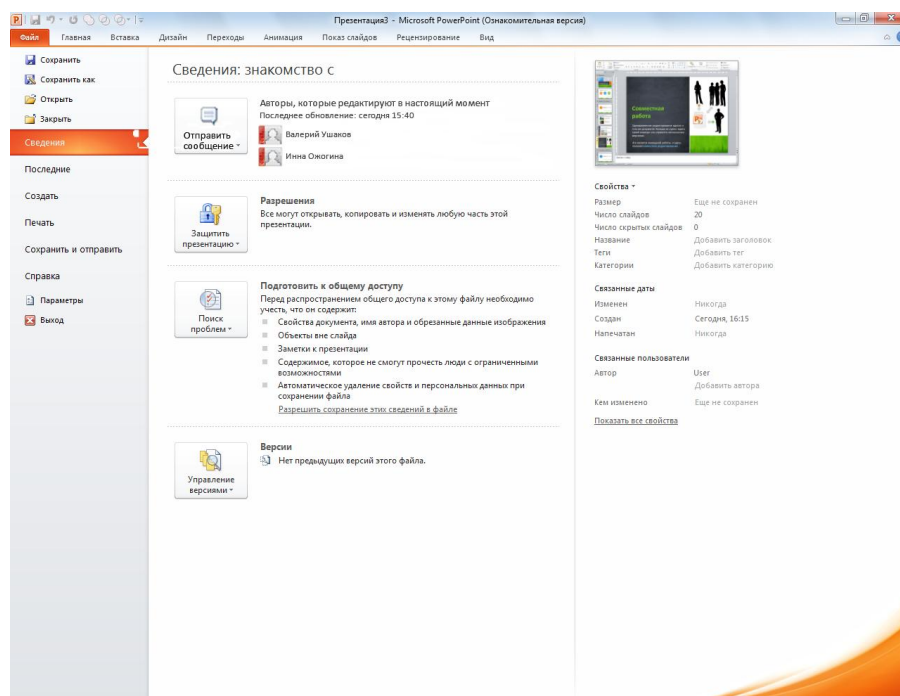 Презентация3 - Microsoft PowerPoint (Ознакомительная версия)
Файл Главная Вставка Дизайн Переходы Анимация Показ слайдов Рецензирование Вид
Сохранить
Сохранить как
Открыть
Закрыть
Сведения
Последние
Создать
Печать
Сохранить и отправить
Справка
Параметры
Выход
Сведения: знакомство с
Отправить
сообщение
Авторы, которые редактируют в настоящий момент
Последнее обновление: сегодня 15:40
Валерий Ушаков
Инна Ожогина
Защитить
презентацию
Разрешения
Все могут открывать, копировать и изменять любую часть этой
презентации.
Поиск
проблем
Подготовить к общему доступу
Перед распространением общего доступа к этому файлу необходимо
учесть, что он содержит:
Свойства документа, имя автора и обрезанные данные изображения
Объекты вне слайда
Заметки к презентации
Содержимое, которое не смогут прочесть люди с ограниченными
возможностями
Автоматическое удаление свойств и персональных данных при
сохранении файла
Разрешить сохранение этих сведений в файле
Управление
версиями
Версии
Нет предыдущих версий этого файла.
Совместная
работа
Свойства
Размер Еще не сохранен
Число слайдов 20
Число скрытых слайдов 0
Название Добавить заголовок
Теги Добавить тег
Категории Добавить категорию
Связанные даты
Изменен Никогда
Создан Сегодня, 16:15
Напечатан Никогда
Связанные пользователи
Автор User
Добавить автора
Кем изменено Еще не сохранен
Показать все свойства